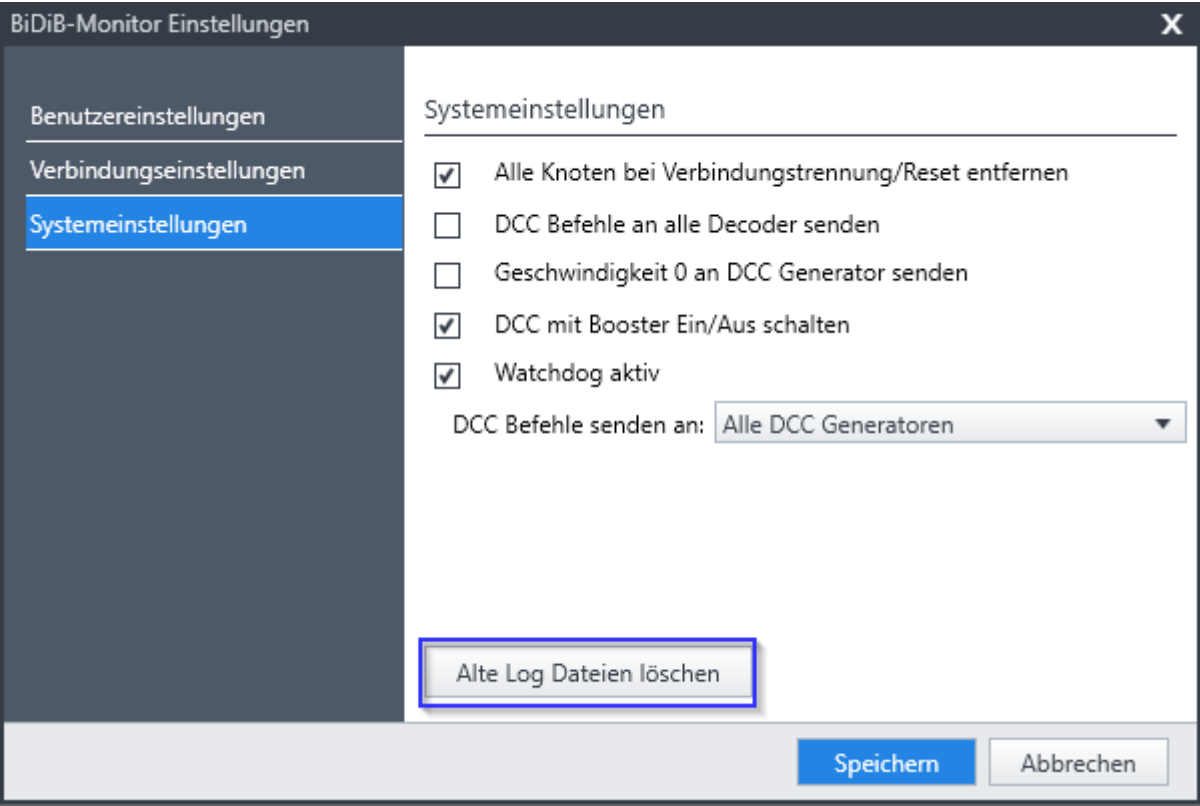 BiDiB-Monitor Einstellungen
X
Benutzereinstellungen
Verbindungseinstellungen
Systemeinstellungen
Systemeinstellungen
Alle Knoten bei Verbindungstrennung/Reset entfernen
DCC Befehle an alle Decoder senden
Geschwindigkeit 0 an DCC Generator senden
DCC mit Booster Ein/Aus schalten
Watchdog aktiv
DCC Befehle senden an: Alle DCC Generatoren
Alte Log Dateien löschen
Speichern Abbrechen